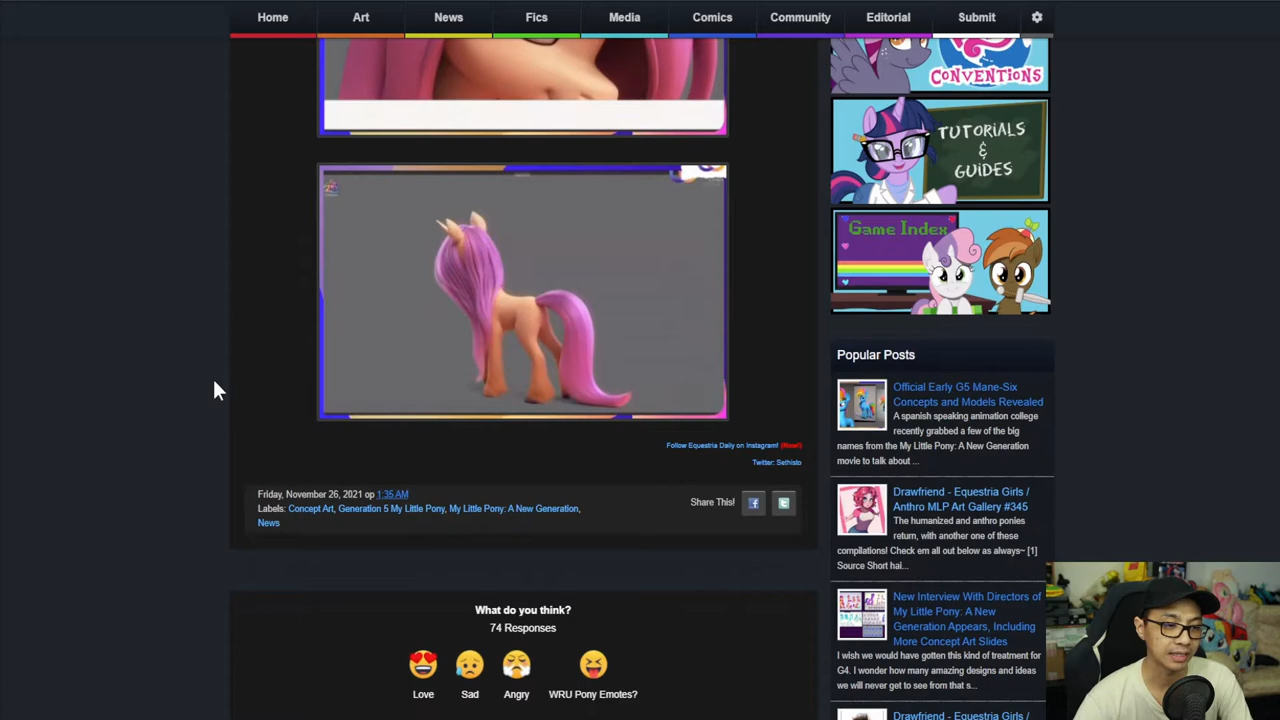 Home
Art
News
Fics
Media
Comics
Community
Editorial
Submit
CONVENTIONS
TUTORIALS
&
GUIDES
Game Index
Popular Posts
Official Early G5 Mane-Six
Concepts and Models Revealed
A spanish speaking animation college
recently grabbed a few of the big
names from the My Little Pony: A New
Generation
movie to talk about ...
Drawfriend - Equestria Girls /
Anthro MLP Art Gallery #345
The humanized and anthro ponies
return, with another one of these
compilations! Check em all out below as always~ [1]
Source Short hai...
New Interview With Directors of
My Little Pony: A New
Generation Appears, Including
More Concept Art Slides
I wish we would have gotten this kind of treatment for
G4. I wonder how many amazing designs and ideas
we will never get to see from that s...
Drawfriend - Equestria Girls /
Follow Equestria Daily on Instagram! (New!)
Twitter: Sethisto
Friday, November 26, 2021 op 1:35 AM
Labels: Concept Art, Generation 5 My Little Pony, My Little Pony: A New Generation,
News
Share This!
What do you think?
74 Responses
Love
Sad
Angry
WRU Pony Emotes?